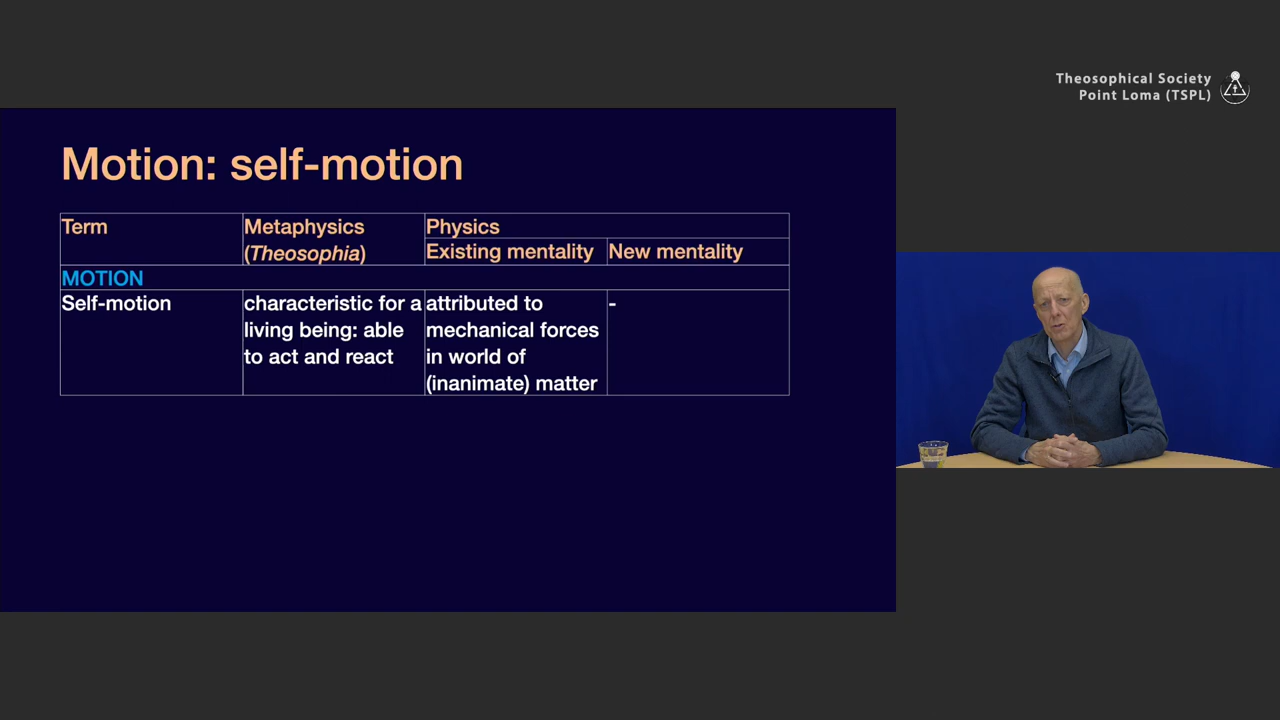 Theosophical Society
Point Loma (TSPL)
Motion: self-motion
Term
Metaphysics
(Theosophia)
Physics
Existing mentality
New mentality
MOTION
Self-motion
characteristic for a
living being: able
to act and react
attributed to
mechanical forces
in world of
(inanimate) matter
-